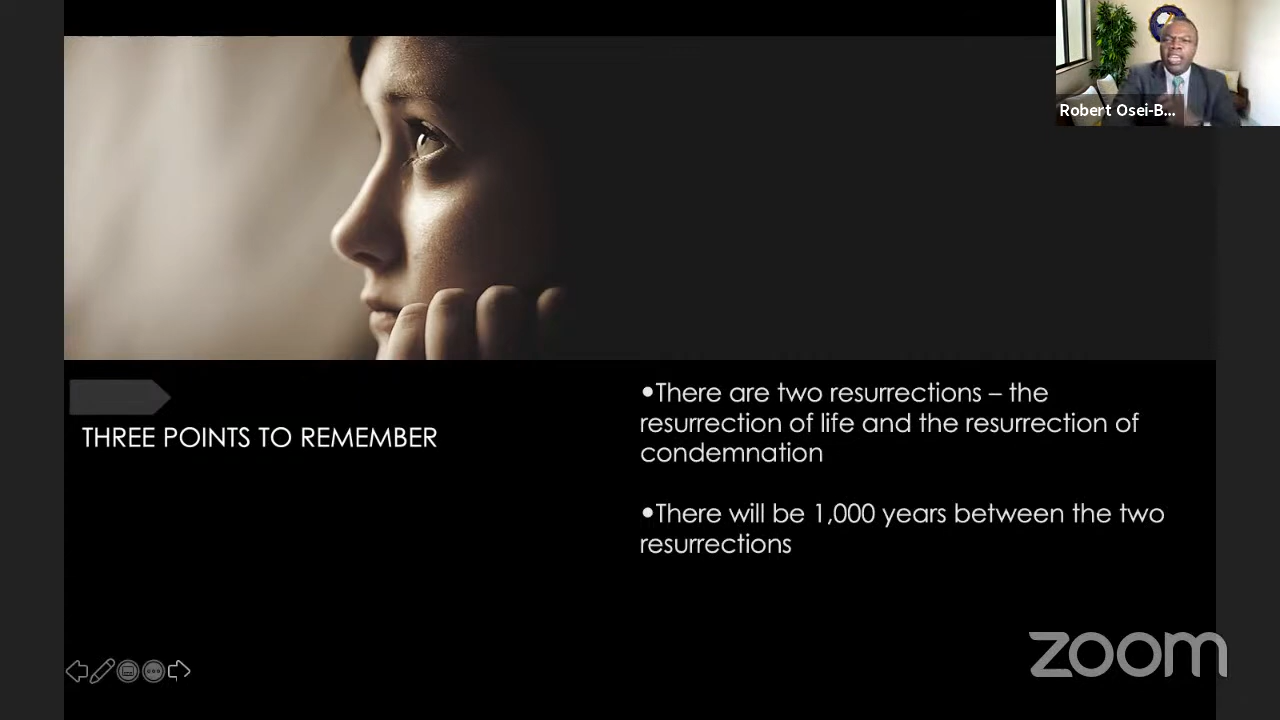 Robert Osei-B...
THREE POINTS TO REMEMBER
•There are two resurrections – the
resurrection of life and the resurrection of
condemnation
•There will be 1,000 years between the two
resurrections
zoom